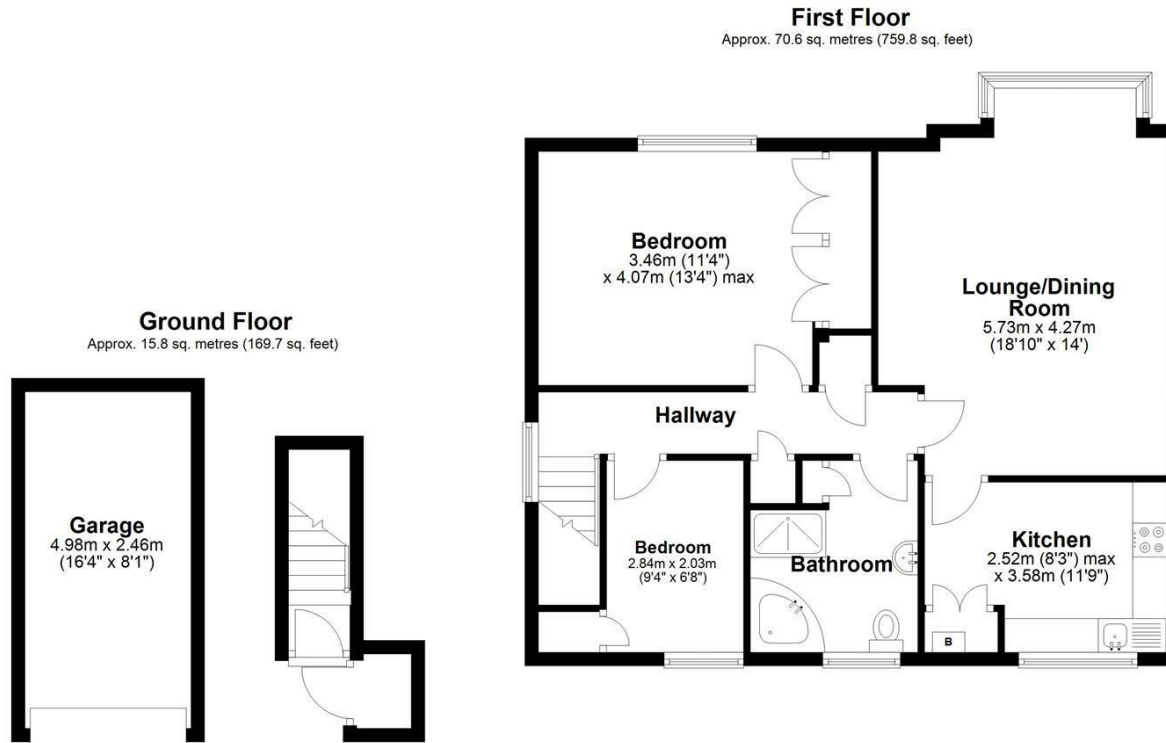 First Floor
Approx. 70.6 sq. metres (759.8 sq. feet)
Bedroom
3.46m (11'4")
x 4.07m (13'4") max
Lounge/Dining
Room
5.73m x 4.27m
(18'10" x 14')
Ground Floor
Approx. 15.8 sq. metres (169.7 sq. feet)
Hallway
Garage
4.98m x 2.46m
(16'4" x 8'1")
Bedroom
2.84m x 2.03m
(9'4" x 6'8")
Bathroom
Kitchen
2.52m (8'3") max
x 3.58m (11'9")
B